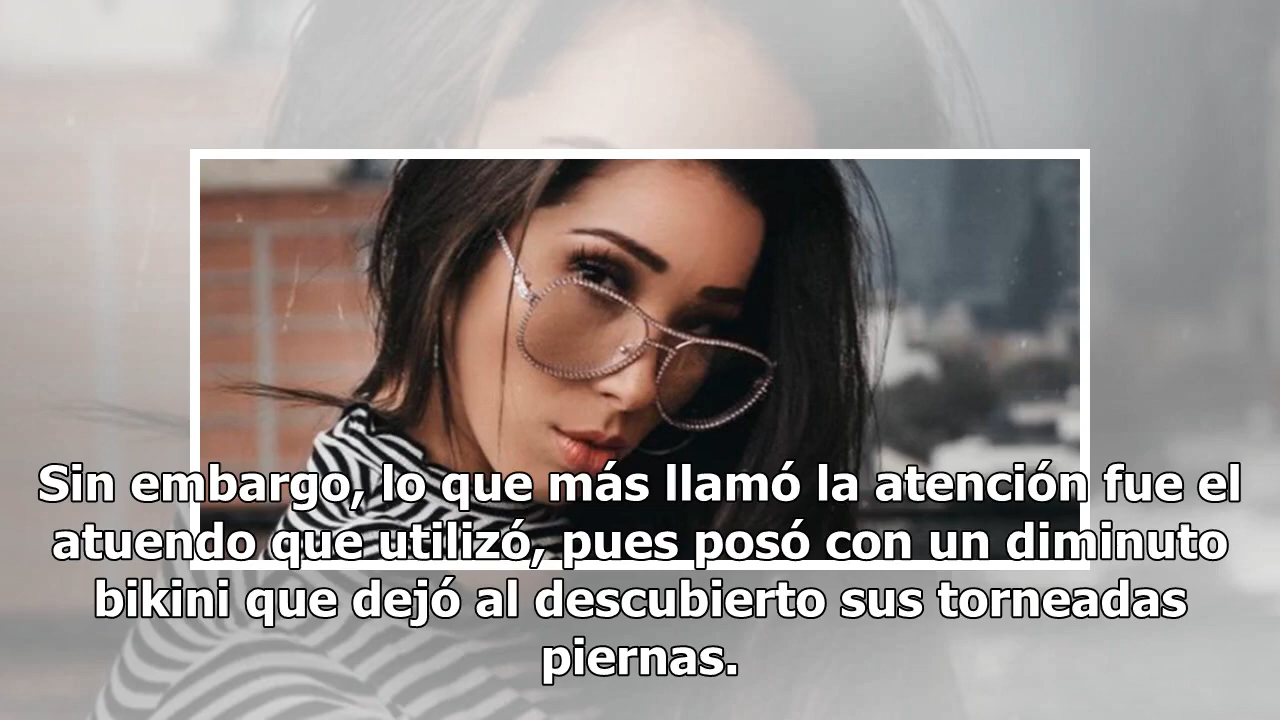 Sin embargo, lo que más llamó la atención fue el
atuendo que utilizó, pues posó con un diminuto
bikini que dejó al descubierto sus torneadas
piernas.